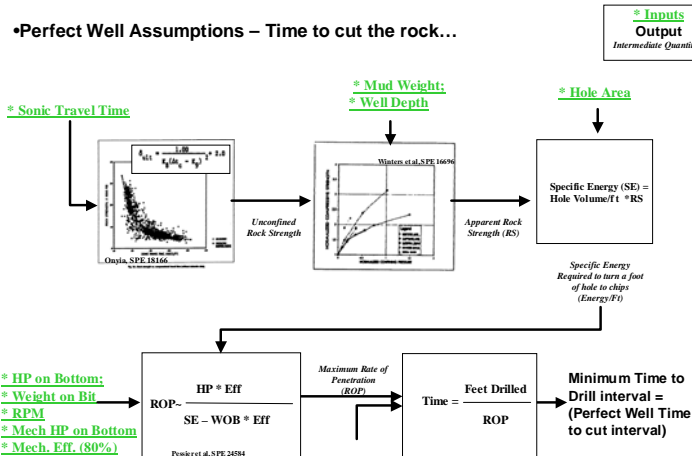 •Perfect Well Assumptions – Time to cut the rock…
* Inputs
Output
* Mud Weight;
* Well Depth
* Hole Area
* Sonic Travel Time
Winters et al, SPE 16696
Specific Energy (SE) =
Hole Volume/ft *RS
Unconfined
Rock Strength
Apparent Rock
Strength (RS)
Onyia, SPE 18166
Specific Energy
Required to turn a foot
of hole to chips
(Energy/Ft)
* HP on Bottom;
* Weight on Bit
* RPM
* Mech HP on Bottom
* Mech. Eff. (80%)
HP * Eff
ROP~
SE – WOB * Eff
Pessier et al, SPE 24584
Maximum Rate of
Penetration
(ROP)
Feet Drilled
Time =
ROP
Minimum Time to
Drill interval =
(Perfect Well Time
to cut interval)